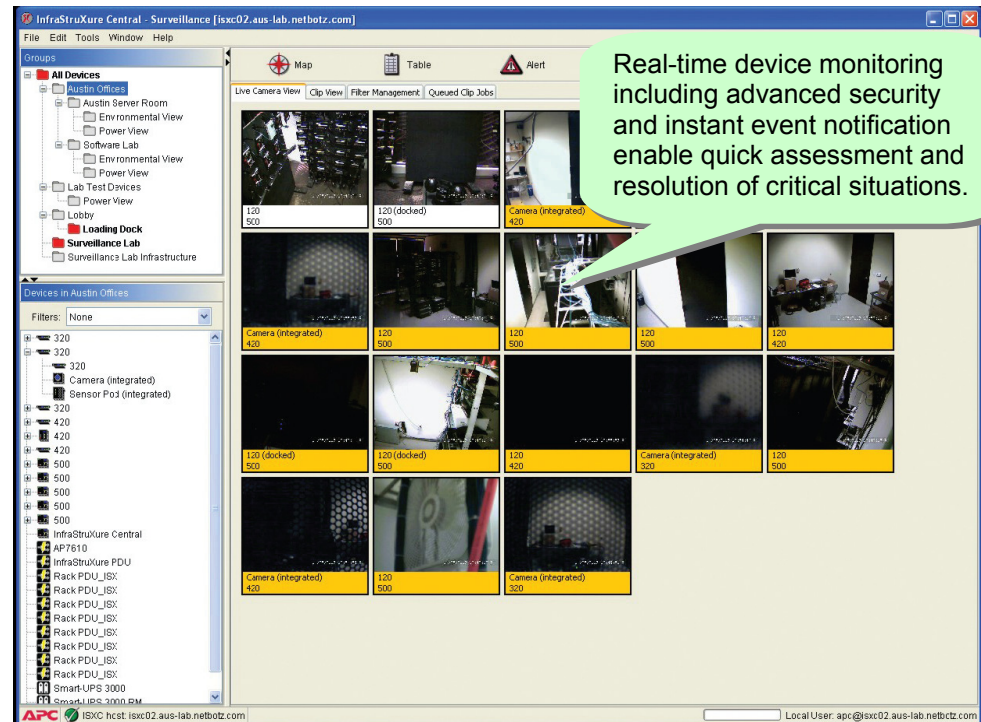 InfraStruXure Central - Surveillance [isxc02.aus-lab.netbotz.com]
File Edit Tools Window Help
Groups
All Devices
Austin Offices
Austin Server Room
Environmental View
Power View
Software Lab
Environmental View
Power View
Lab Test Devices
Power View
Lobby
Loading Dock
Surveillance Lab
Surveillance Lab Infrastructure
Devices in Austin Offices
Filters: None
320
320
320
Camera (integrated)
Sensor Pod (integrated)
320
420
420
420
500
500
500
500
500
InfraStruXure Central
AP7610
InfraStruXure PDU
Rack PDU_ISX
Rack PDU_ISX
Rack PDU_ISX
Rack PDU_ISX
Rack PDU_ISX
Rack PDU_ISX
Rack PDU_ISX
Rack PDU_ISX
Smart-UPS 3000
Smart-UPS 3000 RM
Map Table Alert
Live Camera View Clip View Filter Management Queued Clip Jobs
Real-time device monitoring
including advanced security
and instant event notification
enable quick assessment and
resolution of critical situations.
120 120 (docked) Camera (integrated)
500 500 420
Camera (integrated) 120 120 120 120
420 500 500 500 420
120 (docked) 120 (docked) 120 Camera (integrated) 120
500 500 420 320 500
Camera (integrated) 120 Camera (integrated)
420 500 320
APC ISXC host: isxc02.aus-lab.netbotz.com Local User: apc@isxc02.aus-lab.netbotz.com